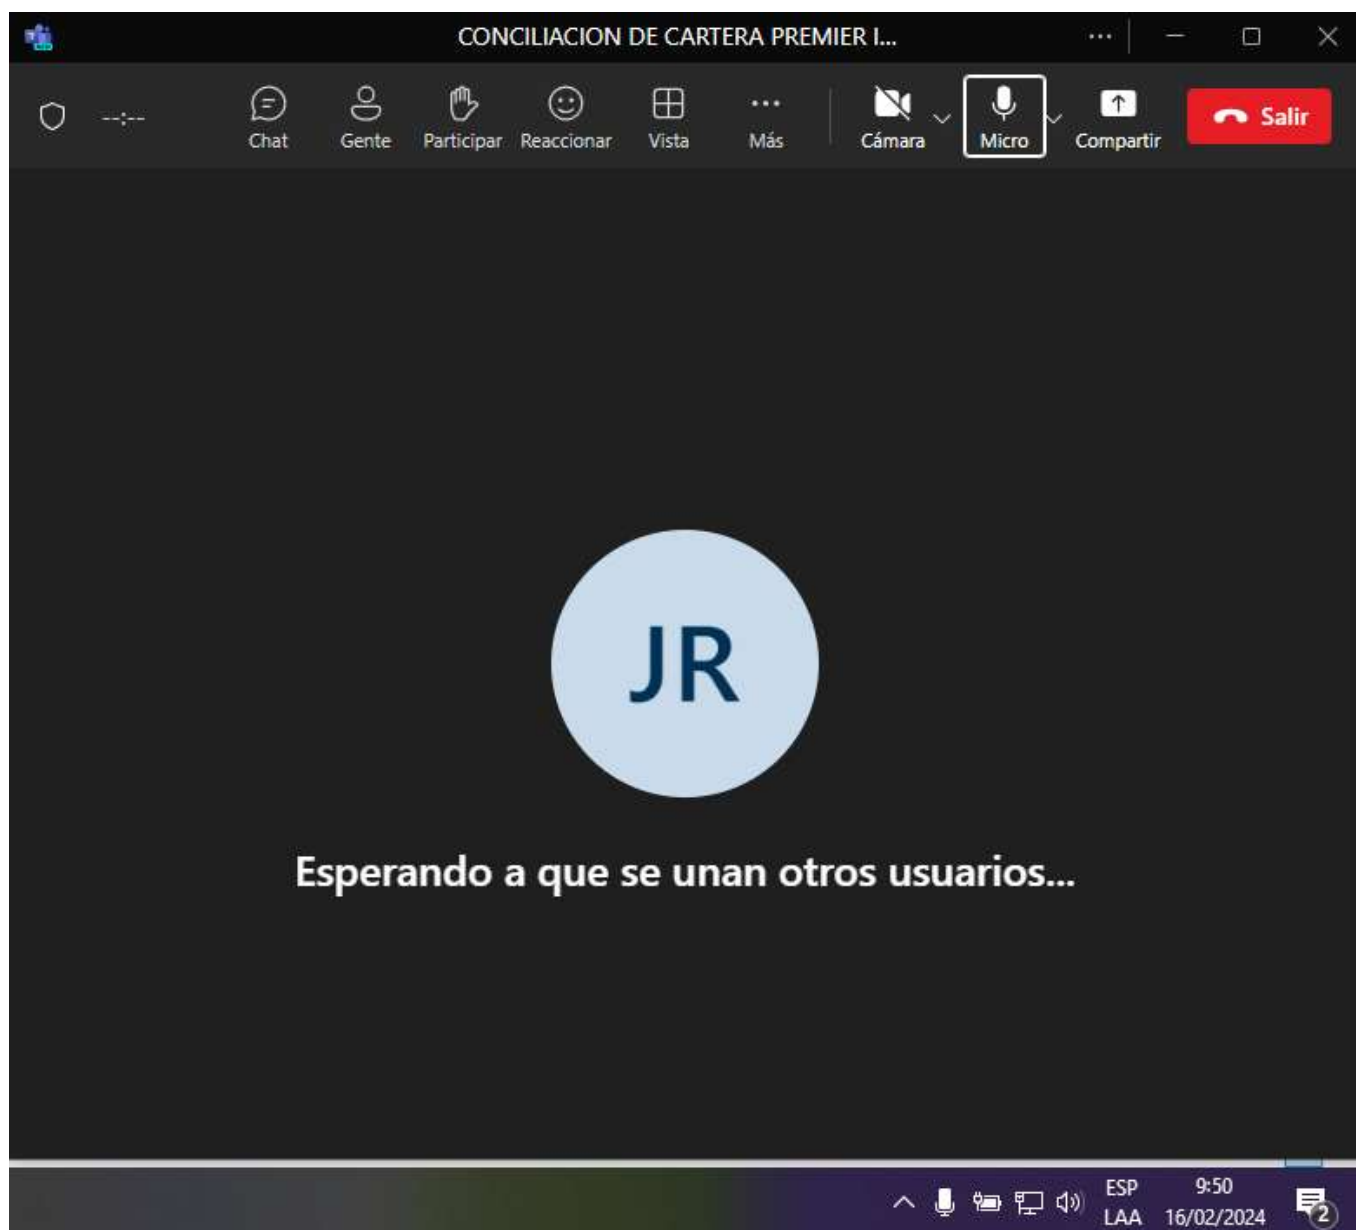 CONCILIACION DE CARTERA PREMIER I...
--:--
Chat
Gente
Participar
Reaccionar
Vista
Más
Cámara
Micro
Compartir
Salir
JR
Esperando a que se unan otros usuarios...
ESP
LAA
9:50
16/02/2024
2